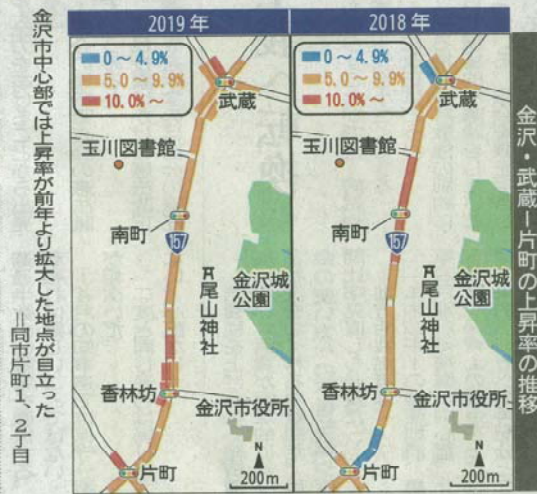 金沢・武蔵ー片町の上昇率の推移
2019年
0～4.9%
5.0～9.9%
10.0%～
武蔵
玉川図書館
南町
157
尾山神社
金沢城
公園
香林坊
金沢市役所
片町
N
200m
2018年
0～4.9%
5.0～9.9%
10.0%～
武蔵
玉川図書館
南町
157
尾山神社
金沢城
公園
香林坊
金沢市役所
片町
N
200m
金沢市中心部では上昇率が前年より拡大した地点が目立った
＝同市片町1、2丁目